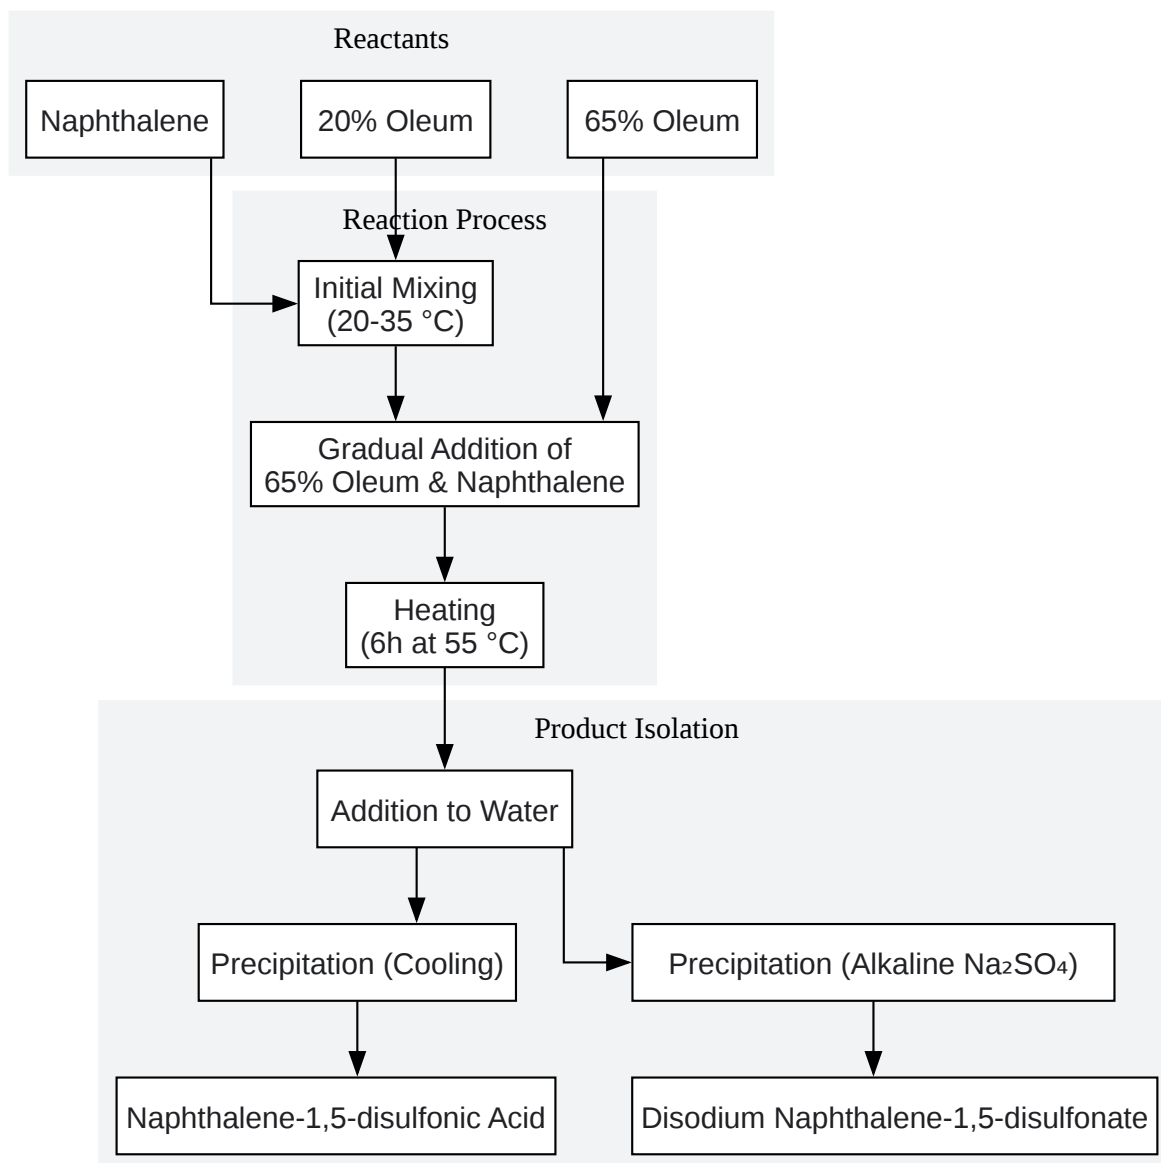 Reactants
Naphthalene
20% Oleum
65% Oleum
Reaction Process
Initial Mixing
(20-35 °C)
Gradual Addition of
65% Oleum & Naphthalene
Heating
(6h at 55 °C)
Product Isolation
Addition to Water
Precipitation (Cooling)
Precipitation (Alkaline Na₂SO₄)
Naphthalene-1,5-disulfonic Acid
Disodium Naphthalene-1,5-disulfonate